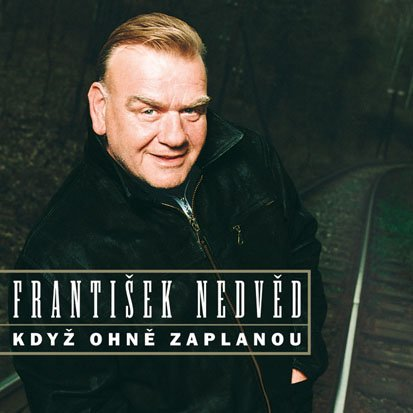 FRANTIŠEK NEDVĚD
KDYŽ OHNĚ ZAPLANOU